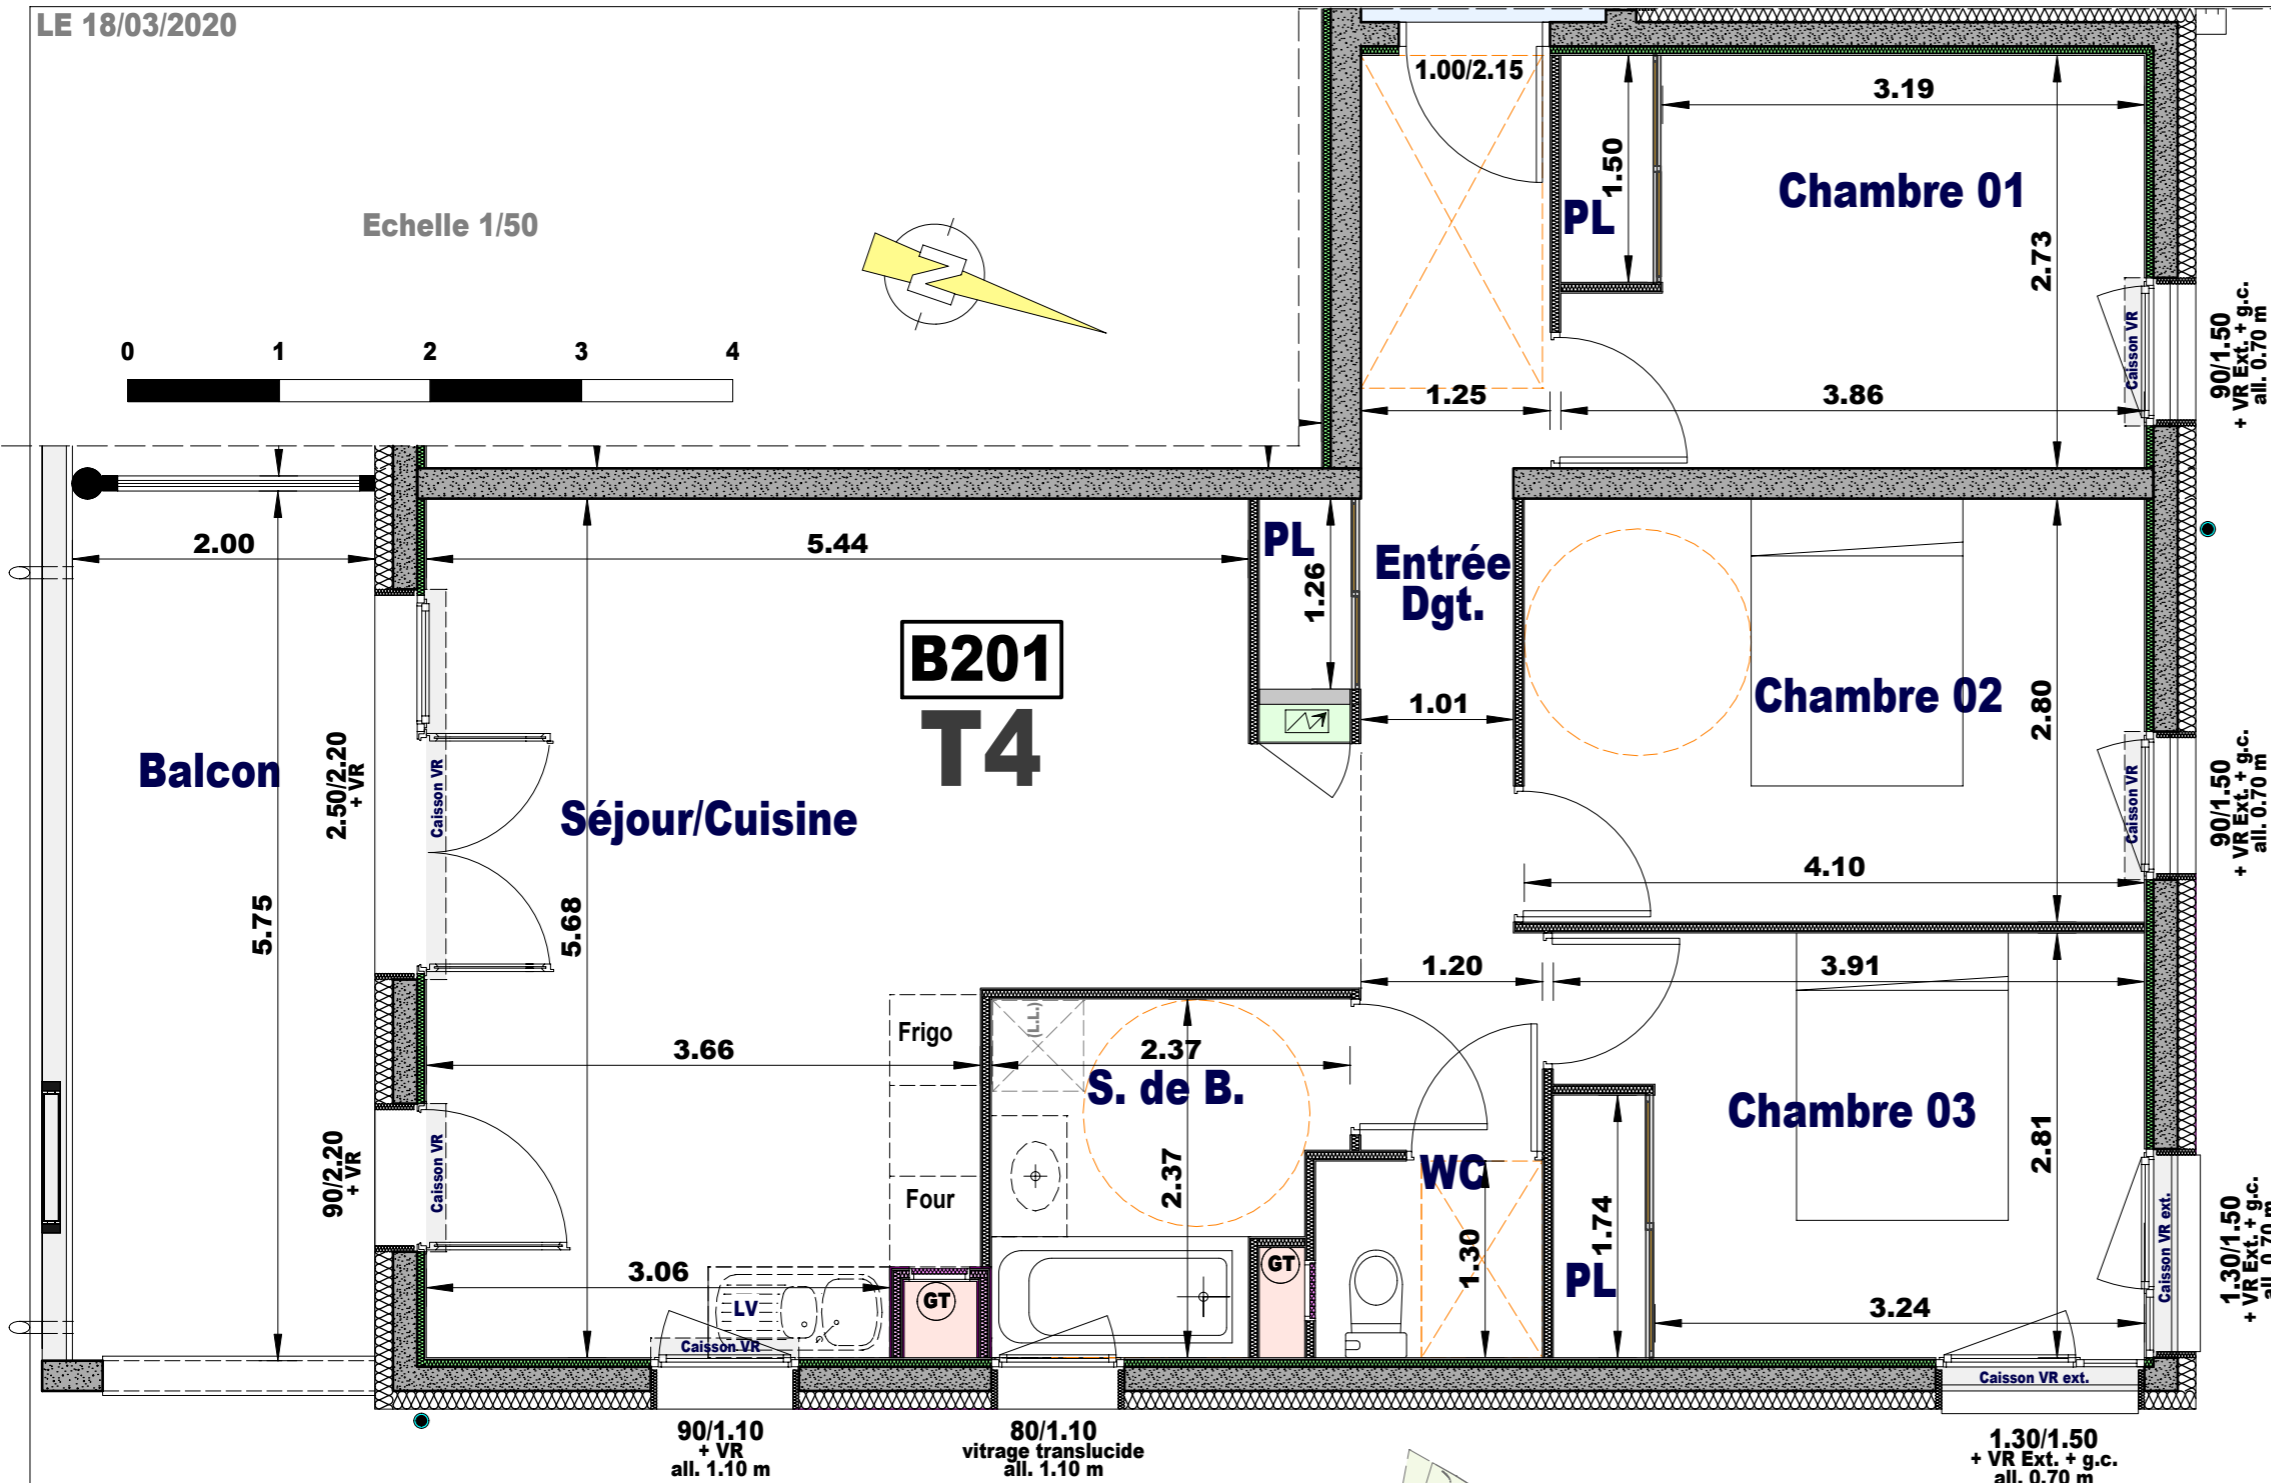 LE 18/03/2020
Echelle 1/50
N
0 1 2 3 4
1.00/2.15
3.19
1.50
PL
Chambre 01
2.73
1.25
3.86
Caisson VR
90/1.50
+ VR Ext. + g.c.
all. 0.70 m
2.00
5.44
PL
1.26
Entrée
Dgt.
B201
T4
1.01
Chambre 02
2.80
4.10
Caisson VR
90/1.50
+ VR Ext. + g.c.
all. 0.70 m
Balcon
5.75
2.50/2.20
+ VR
Caisson VR
Séjour/Cuisine
5.68
1.20
3.91
Frigo
(L.L.)
3.66
2.37
S. de B.
2.37
Chambre 03
2.81
90/2.20
+ VR
Caisson VR
Four
WC
1.30
1.74
PL
3.06
LV
GT
GT
3.24
Caisson VR ext.
1.30/1.50
+ VR Ext. + g.c.
all. 0.70 m
Caisson VR
Caisson VR ext.
90/1.10
+ VR
all. 1.10 m
80/1.10
vitrage translucide
all. 1.10 m
1.30/1.50
+ VR Ext. + g.c.
all. 0.70 m